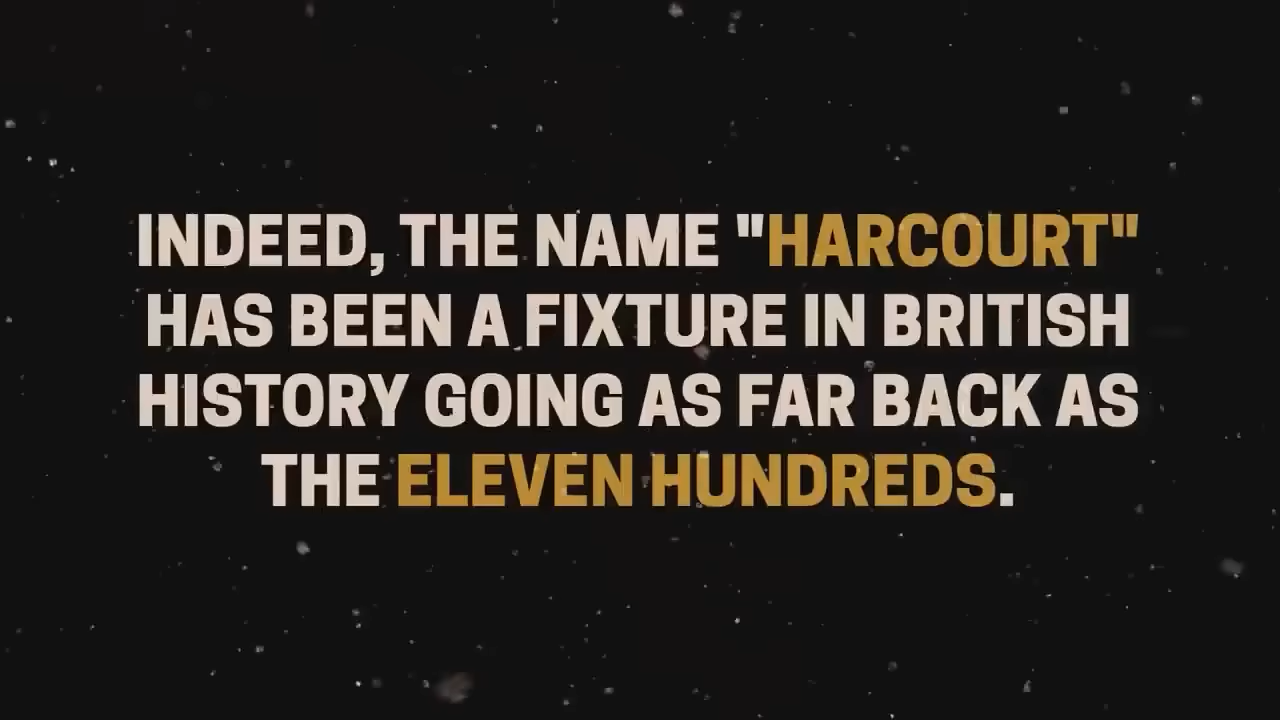 INDEED, THE NAME "HARCOURT"
HAS BEEN A FIXTURE IN BRITISH
HISTORY GOING AS FAR BACK AS
THE ELEVEN HUNDREDS.